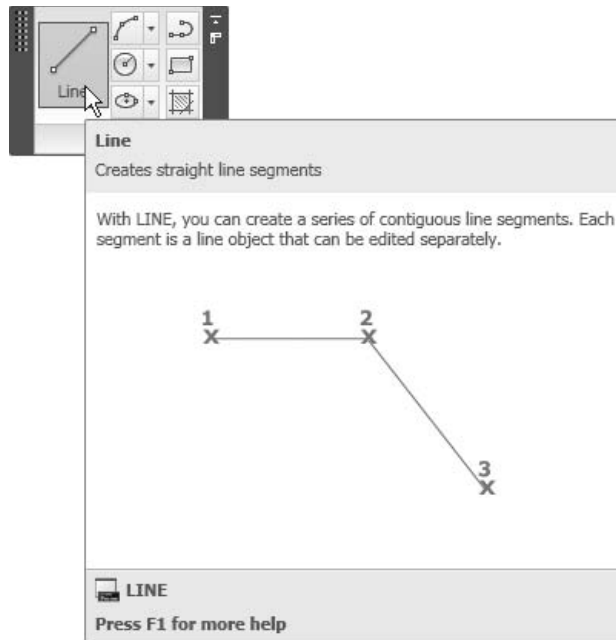 Line
Line
Creates straight line segments
With LINE, you can create a series of contiguous line segments. Each
segment is a line object that can be edited separately.
1
2
3
LINE
Press F1 for more help